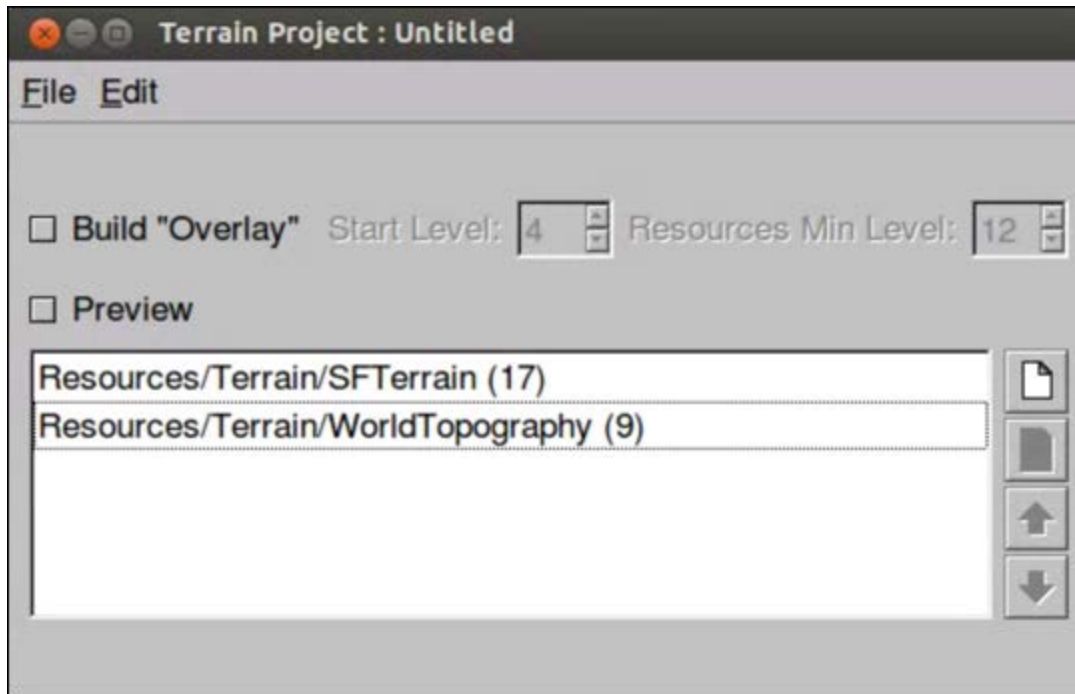 Terrain Project : Untitled
File Edit
Build "Overlay" Start Level: 4 Resources Min Level: 12
Preview
Resources/Terrain/SFTerrain (17)
Resources/Terrain/WorldTopography (9)